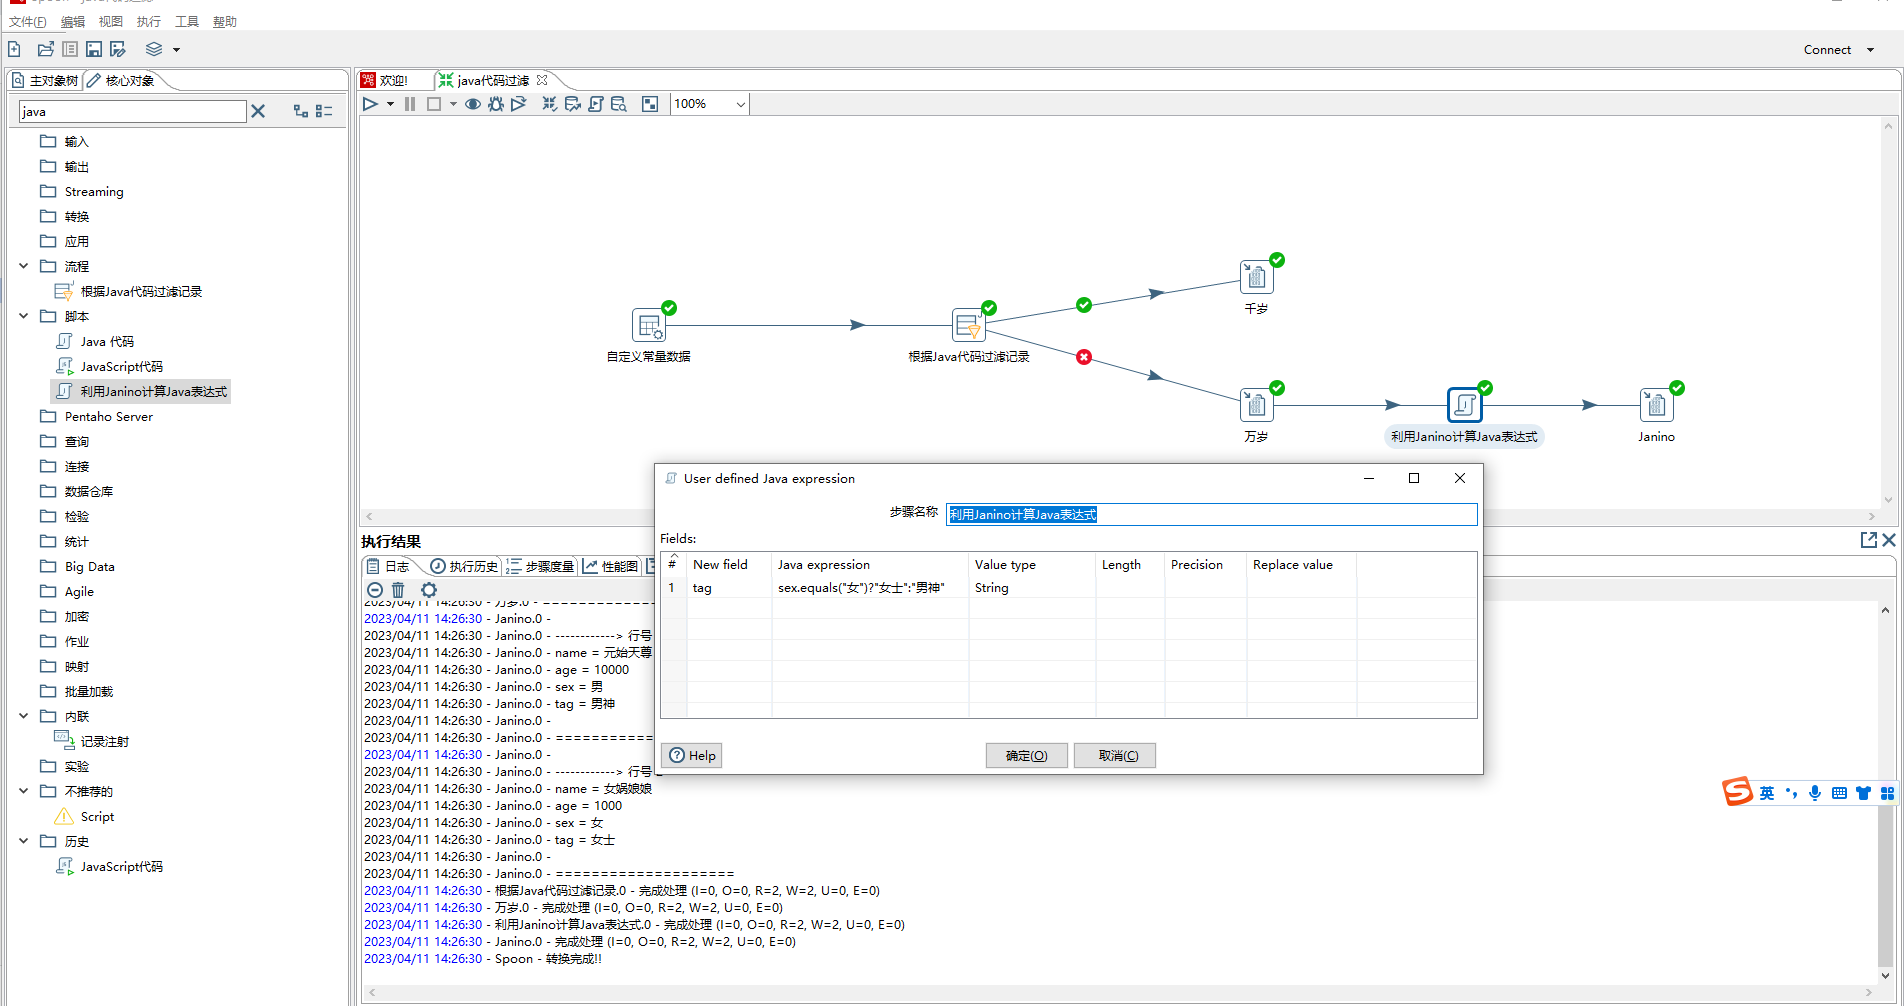 文件(F) 编辑 视图 执行 工具 帮助
Connect
主对象树 核心对象
java
输入
输出
Streaming
转换
应用
流程
根据Java代码过滤记录
脚本
Java 代码
JavaScript代码
利用Janino计算Java表达式
Pentaho Server
查询
连接
数据仓库
检验
统计
Big Data
Agile
加密
作业
映射
批量加载
内联
记录注射
实验
不推荐的
Script
历史
JavaScript代码
欢迎! java代码过滤
100%
千岁
自定义常量数据
根据Java代码过滤记录
万岁
利用Janino计算Java表达式
Janino
User defined Java expression
步骤名称 利用Janino计算Java表达式
Fields:
# New field Java expression Value type Length Precision Replace value
1 tag sex.equals("女")?"女士":"男神" String
Help 确定(O) 取消(C)
执行结果
日志 执行历史 步骤度量 性能图
2023/04/11 14:26:30 - 万岁.0 - =============
2023/04/11 14:26:30 - Janino.0 -
2023/04/11 14:26:30 - Janino.0 - ------------> 行号
2023/04/11 14:26:30 - Janino.0 - name = 元始天尊
2023/04/11 14:26:30 - Janino.0 - age = 10000
2023/04/11 14:26:30 - Janino.0 - sex = 男
2023/04/11 14:26:30 - Janino.0 - tag = 男神
2023/04/11 14:26:30 - Janino.0 -
2023/04/11 14:26:30 - Janino.0 - ===========
2023/04/11 14:26:30 - Janino.0 -
2023/04/11 14:26:30 - Janino.0 - ------------> 行号
2023/04/11 14:26:30 - Janino.0 - name = 女娲娘娘
2023/04/11 14:26:30 - Janino.0 - age = 1000
2023/04/11 14:26:30 - Janino.0 - sex = 女
2023/04/11 14:26:30 - Janino.0 - tag = 女士
2023/04/11 14:26:30 - Janino.0 -
2023/04/11 14:26:30 - Janino.0 - ====================
2023/04/11 14:26:30 - 根据Java代码过滤记录.0 - 完成处理 (I=0, O=0, R=2, W=2, U=0, E=0)
2023/04/11 14:26:30 - 万岁.0 - 完成处理 (I=0, O=0, R=2, W=2, U=0, E=0)
2023/04/11 14:26:30 - 利用Janino计算Java表达式.0 - 完成处理 (I=0, O=0, R=2, W=2, U=0, E=0)
2023/04/11 14:26:30 - Janino.0 - 完成处理 (I=0, O=0, R=2, W=2, U=0, E=0)
2023/04/11 14:26:30 - Spoon - 转换完成!!
英